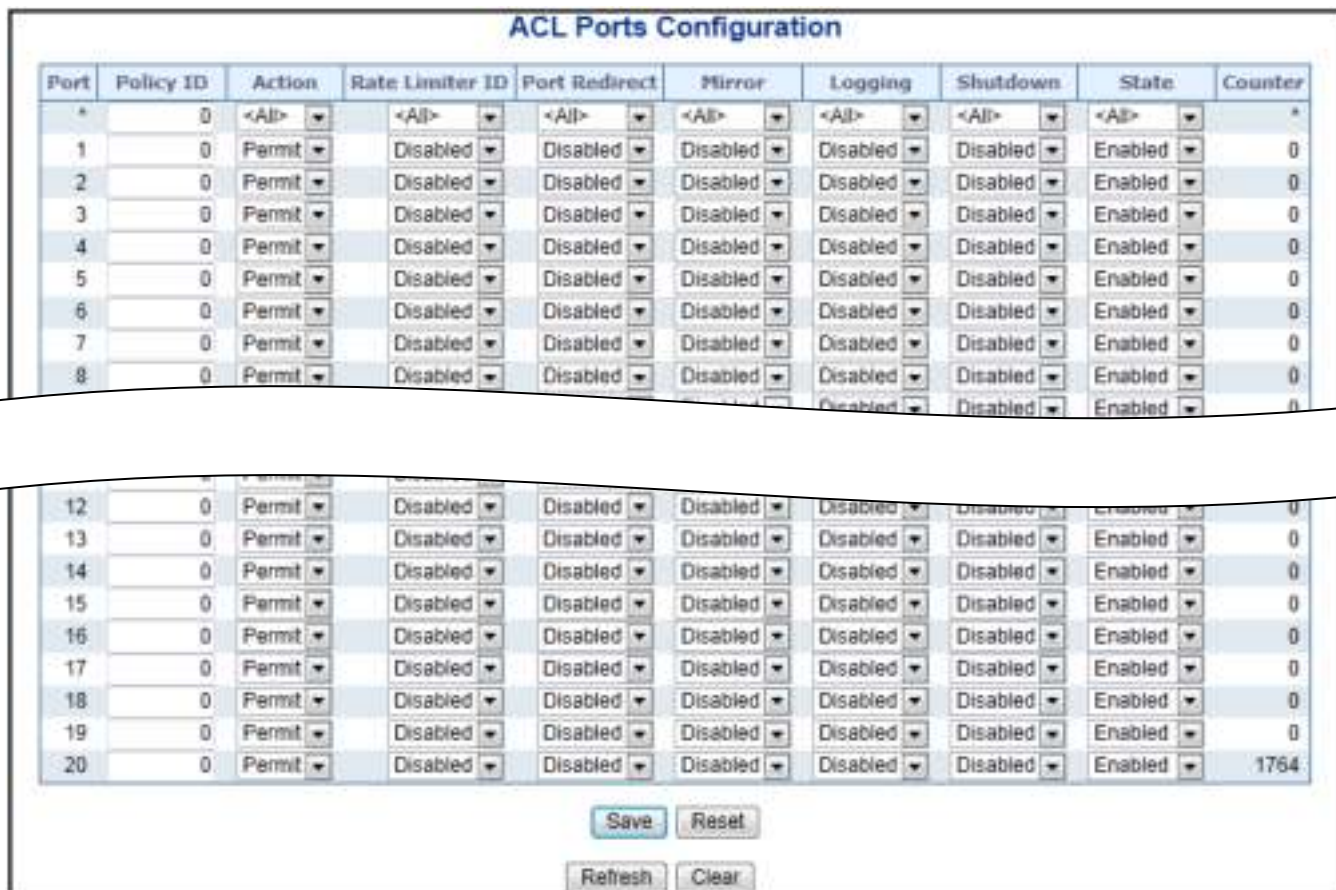 ACL Ports Configuration
Port Policy ID Action Rate Limiter ID Port Redirect Mirror Logging Shutdown State Counter
* 0 <All> <All> <All> <All> <All> <All> <All> *
1 0 Permit Disabled Disabled Disabled Disabled Disabled Enabled 0
2 0 Permit Disabled Disabled Disabled Disabled Disabled Enabled 0
3 0 Permit Disabled Disabled Disabled Disabled Disabled Enabled 0
4 0 Permit Disabled Disabled Disabled Disabled Disabled Enabled 0
5 0 Permit Disabled Disabled Disabled Disabled Disabled Enabled 0
6 0 Permit Disabled Disabled Disabled Disabled Disabled Enabled 0
7 0 Permit Disabled Disabled Disabled Disabled Disabled Enabled 0
8 0 Permit Disabled Disabled Disabled Disabled Disabled Enabled 0
Disabled Disabled Enabled 0
12 0 Permit Disabled Disabled Disabled Disabled Disabled Enabled 0
13 0 Permit Disabled Disabled Disabled Disabled Disabled Enabled 0
14 0 Permit Disabled Disabled Disabled Disabled Disabled Enabled 0
15 0 Permit Disabled Disabled Disabled Disabled Disabled Enabled 0
16 0 Permit Disabled Disabled Disabled Disabled Disabled Enabled 0
17 0 Permit Disabled Disabled Disabled Disabled Disabled Enabled 0
18 0 Permit Disabled Disabled Disabled Disabled Disabled Enabled 0
19 0 Permit Disabled Disabled Disabled Disabled Disabled Enabled 0
20 0 Permit Disabled Disabled Disabled Disabled Disabled Enabled 1764
Save Reset
Refresh Clear